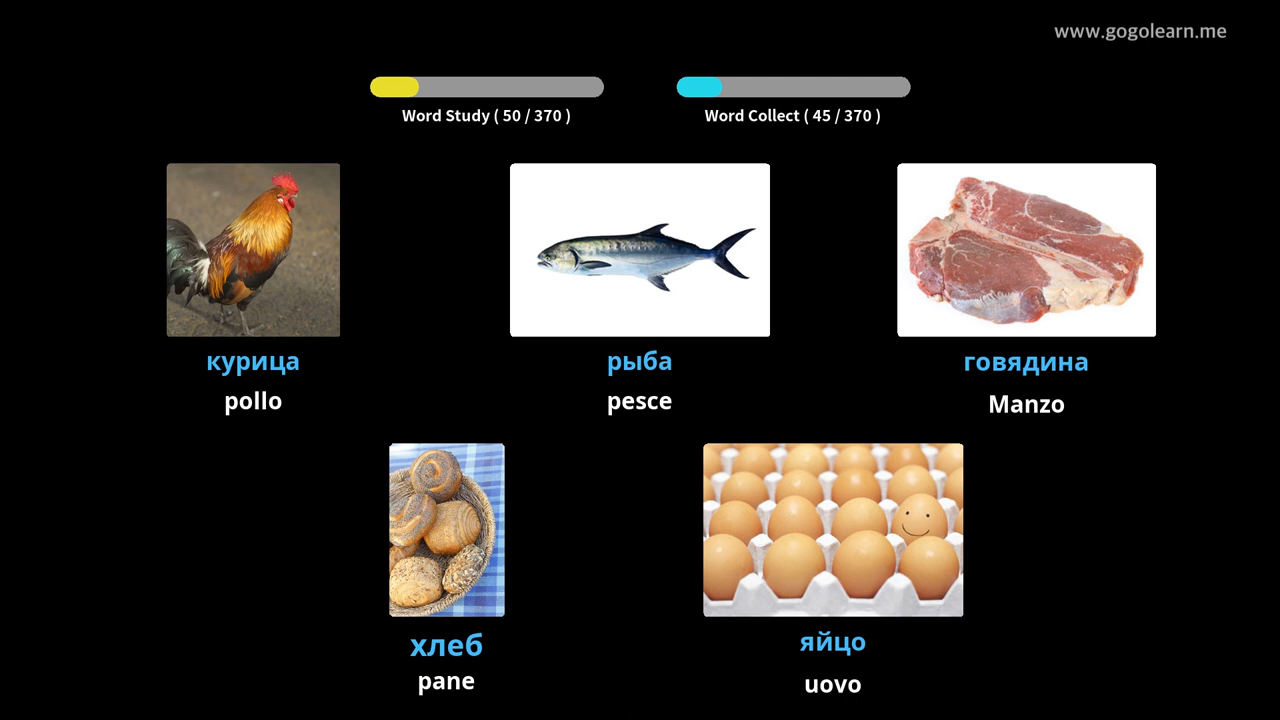 www.gogolearn.me
Word Study ( 50 / 370 )
Word Collect ( 45 / 370 )
курица
рыба
говядина
pollo
pesce
Manzo
хлеб
яйцо
pane
uovo